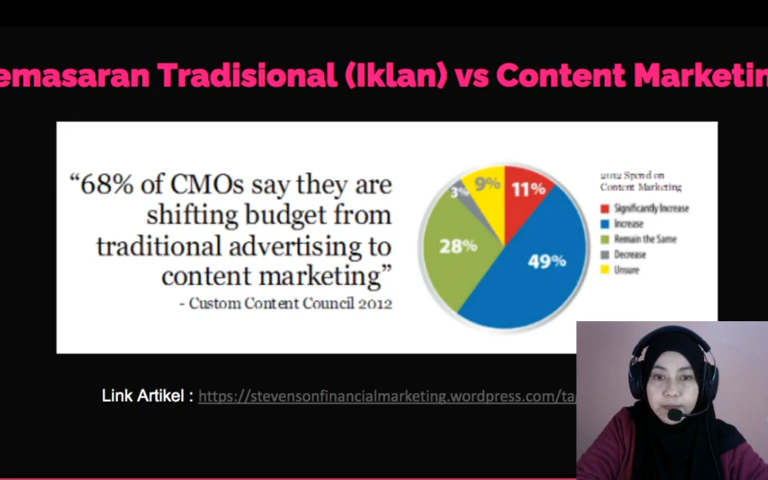 emasaran Tradisional (Iklan) vs Content Marketin
“68% of CMOs say they are
shifting budget from
traditional advertising to
content marketing”
- Custom Content Council 2012
3%
9%
11%
28%
49%
2012 Spend on
Content Marketing
Significantly Increase
Increase
Remain the Same
Decrease
Unsure
Link Artikel : https://stevensonfinancialmarketing.wordpress.com/ta